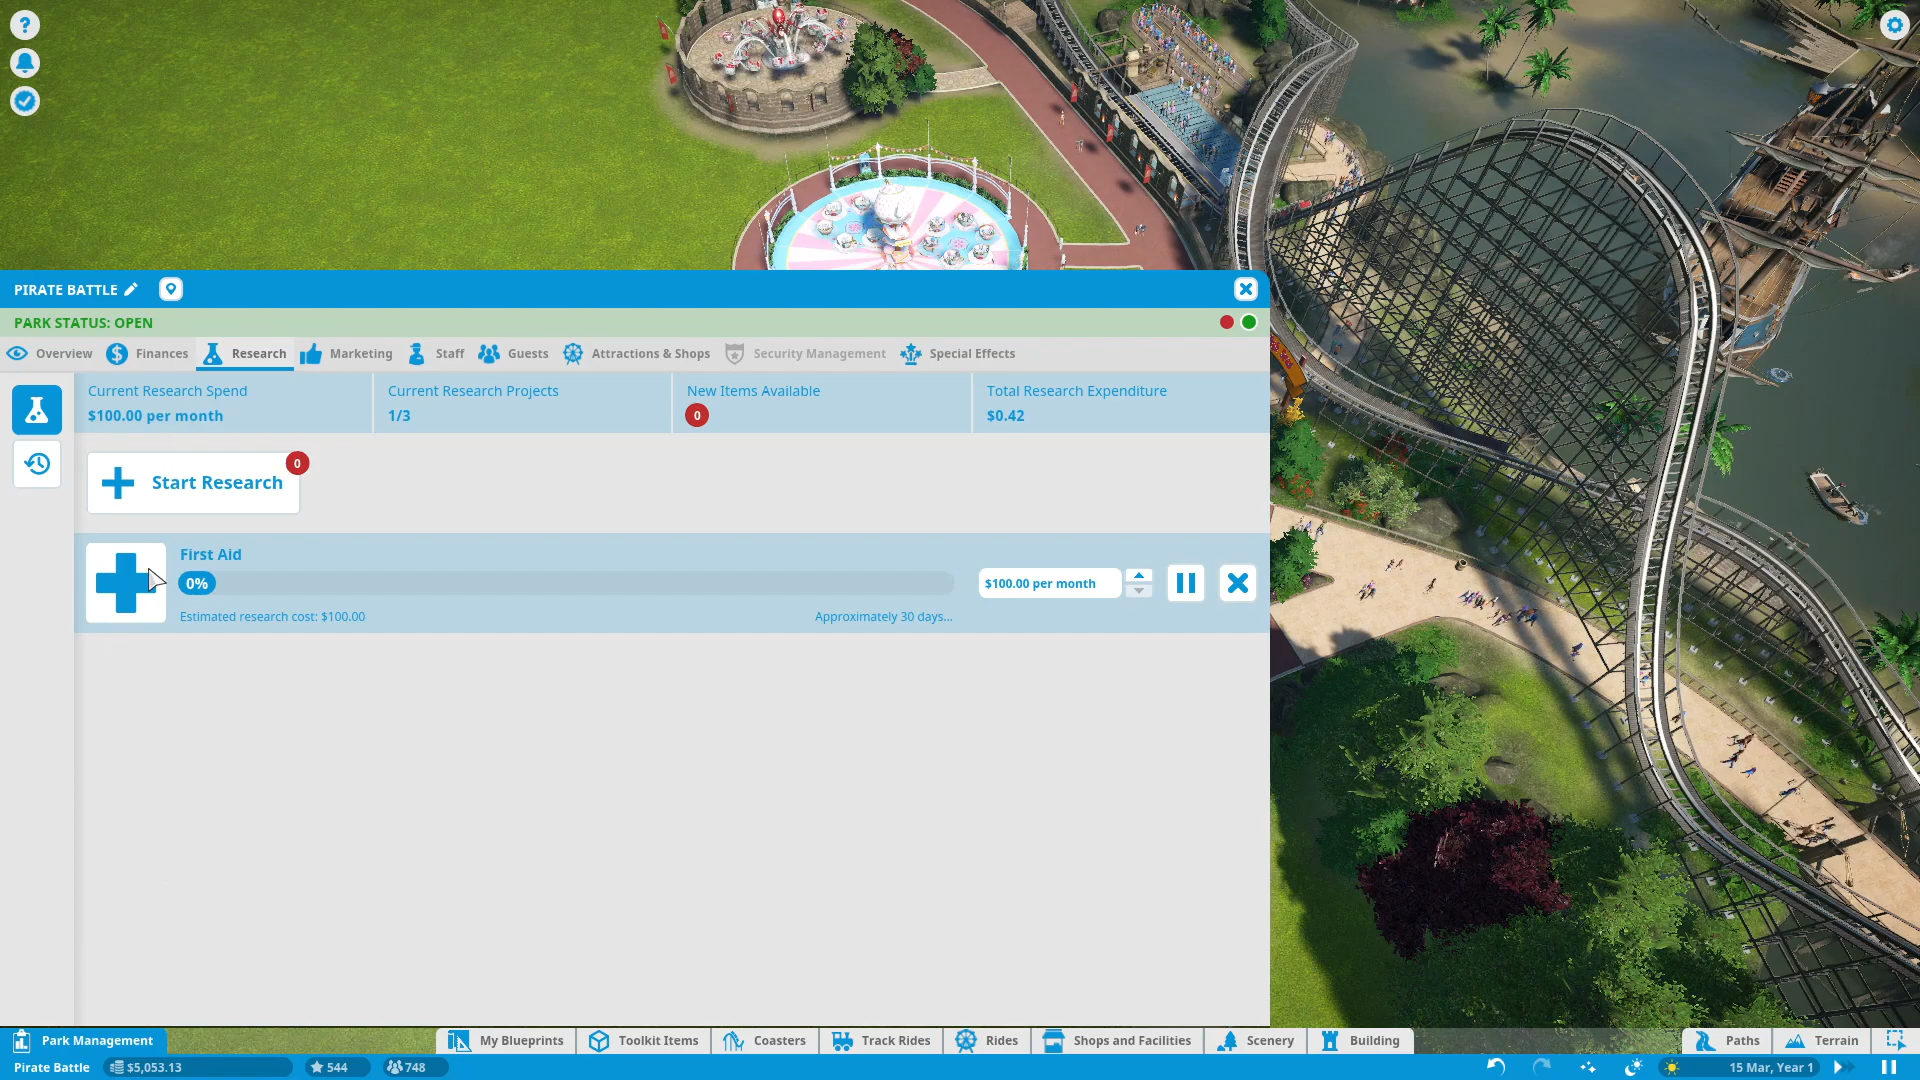 PIRATE BATTLE
PARK STATUS: OPEN
Overview Finances Research Marketing Staff Guests Attractions & Shops Security Management Special Effects
Current Research Spend Current Research Projects New Items Available Total Research Expenditure
$100.00 per month 1/3 0 $0.42
Start Research 0
First Aid
0% $100.00 per month
Estimated research cost: $100.00 Approximately 30 days...
Park Management My Blueprints Toolkit Items Coasters Track Rides Rides Shops and Facilities Scenery Building Paths Terrain
Pirate Battle $5,053.13 544 748 15 Mar, Year 1